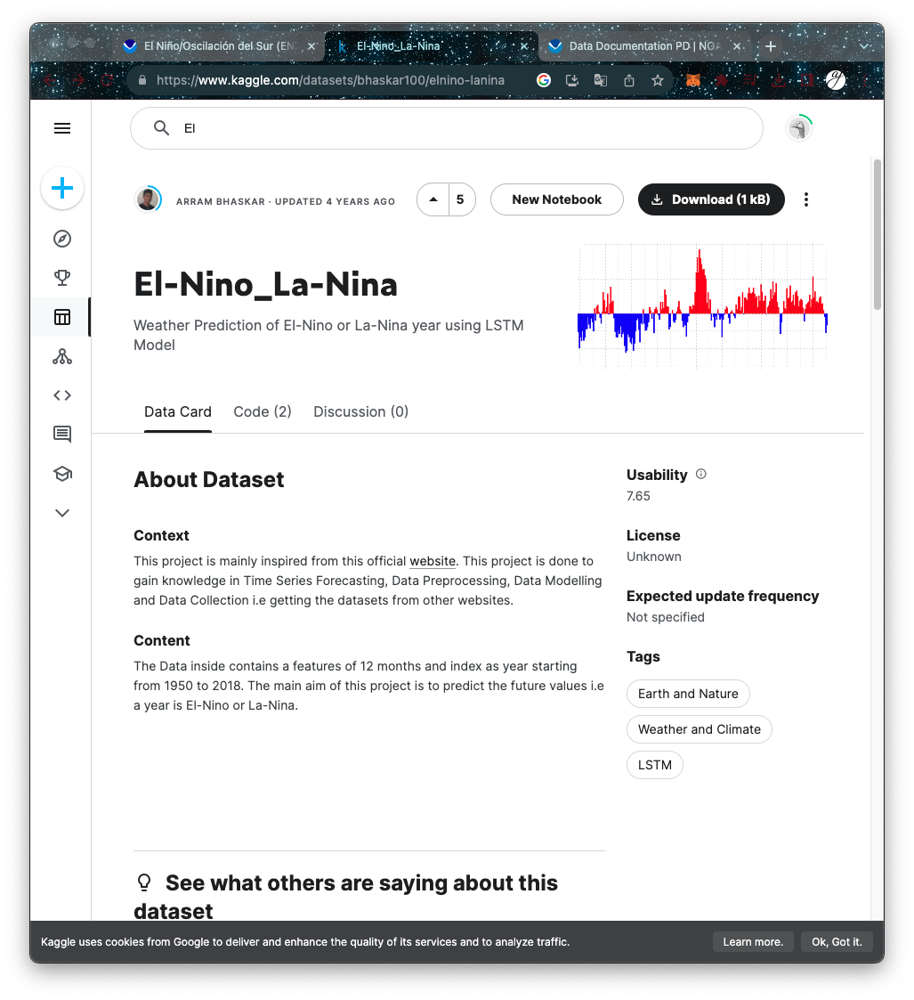 El Niño/Oscilación del Sur (EN
El-Nino_La-Nina
Data Documentation PD | NGA
https://www.kaggle.com/datasets/bhaskar100/elnino-lanina
El
ARRAM BHASKAR · UPDATED 4 YEARS AGO
5
New Notebook
Download (1 kB)
El-Nino_La-Nina
Weather Prediction of El-Nino or La-Nina year using LSTM
Model
Data Card
Code (2)
Discussion (0)
About Dataset
Context
This project is mainly inspired from this official website. This project is done to
gain knowledge in Time Series Forecasting, Data Preprocessing, Data Modelling
and Data Collection i.e getting the datasets from other websites.
Content
The Data inside contains a features of 12 months and index as year starting
from 1950 to 2018. The main aim of this project is to predict the future values i.e
a year is El-Nino or La-Nina.
Usability
7.65
License
Unknown
Expected update frequency
Not specified
Tags
Earth and Nature
Weather and Climate
LSTM
See what others are saying about this
dataset
Kaggle uses cookies from Google to deliver and enhance the quality of its services and to analyze traffic.
Learn more.
Ok, Got it.